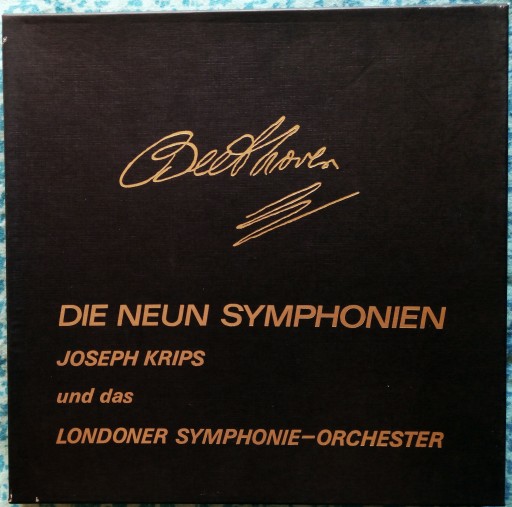 Beethoven
DIE NEUN SYMPHONIEN
JOSEPH KRIPS
und das
LONDONER SYMPHONIE-ORCHESTER